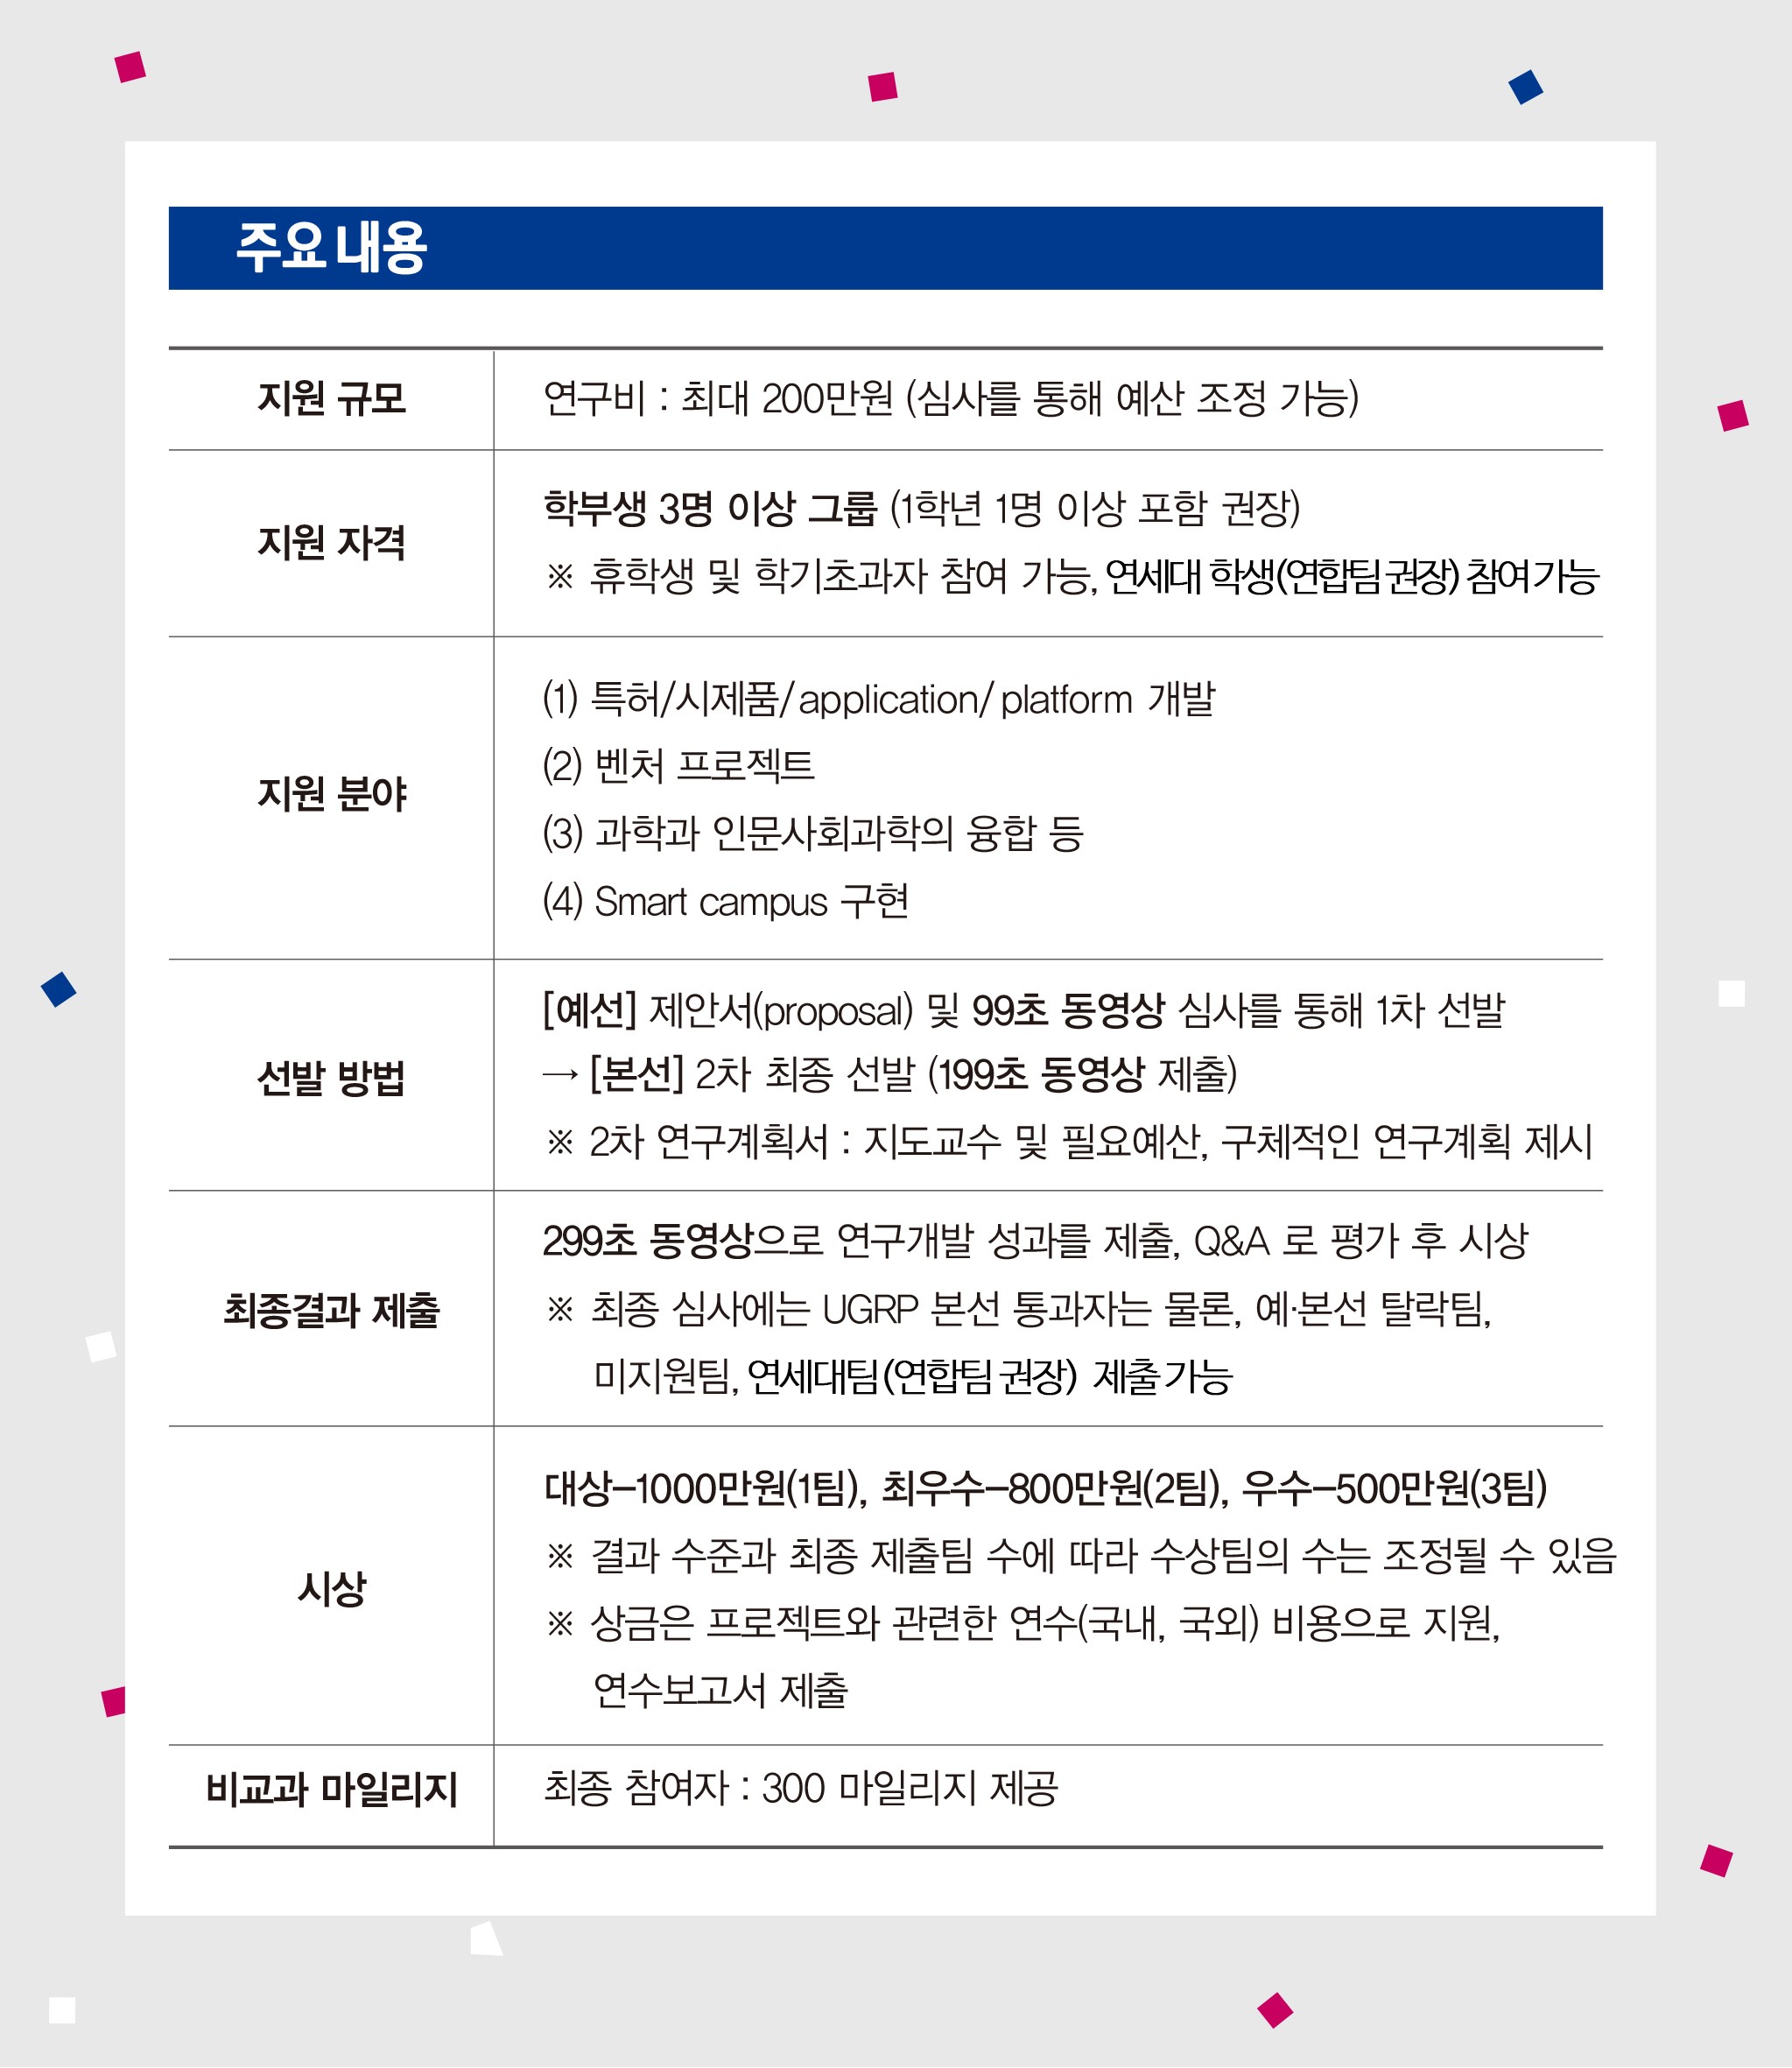 주요 내용
지원 규모
연구비 : 최대 200만원 (심사를 통해 예산 조정 가능)
지원 자격
학부생 3명 이상 그룹 (1학년 1명 이상 포함 권장)
※ 휴학생 및 학기초과자 참여 가능, 연세대 학생(연합팀 권장) 참여 가능
지원 분야
(1) 특허/시제품/application/platform 개발
(2) 벤처 프로젝트
(3) 과학과 인문사회과학의 융합 등
(4) Smart campus 구현
선발 방법
[예선] 제안서(proposal) 및 99초 동영상 심사를 통해 1차 선발
→ [본선] 2차 최종 선발 (199초 동영상 제출)
※ 2차 연구계획서 : 지도교수 및 필요예산, 구체적인 연구계획 제시
최종결과 제출
299초 동영상으로 연구개발 성과를 제출, Q&A 로 평가 후 시상
※ 최종 심사에는 UGRP 본선 통과자는 물론, 예·본선 탈락팀,
미지원팀, 연세대팀(연합팀 권장) 제출 가능
시상
대상–1000만원(1팀), 최우수–800만원(2팀), 우수–500만원(3팀)
※ 결과 수준과 최종 제출팀 수에 따라 수상팀의 수는 조정될 수 있음
※ 상금은 프로젝트와 관련한 연수(국내, 국외) 비용으로 지원,
연수보고서 제출
비교과 마일리지
최종 참여자 : 300 마일리지 제공